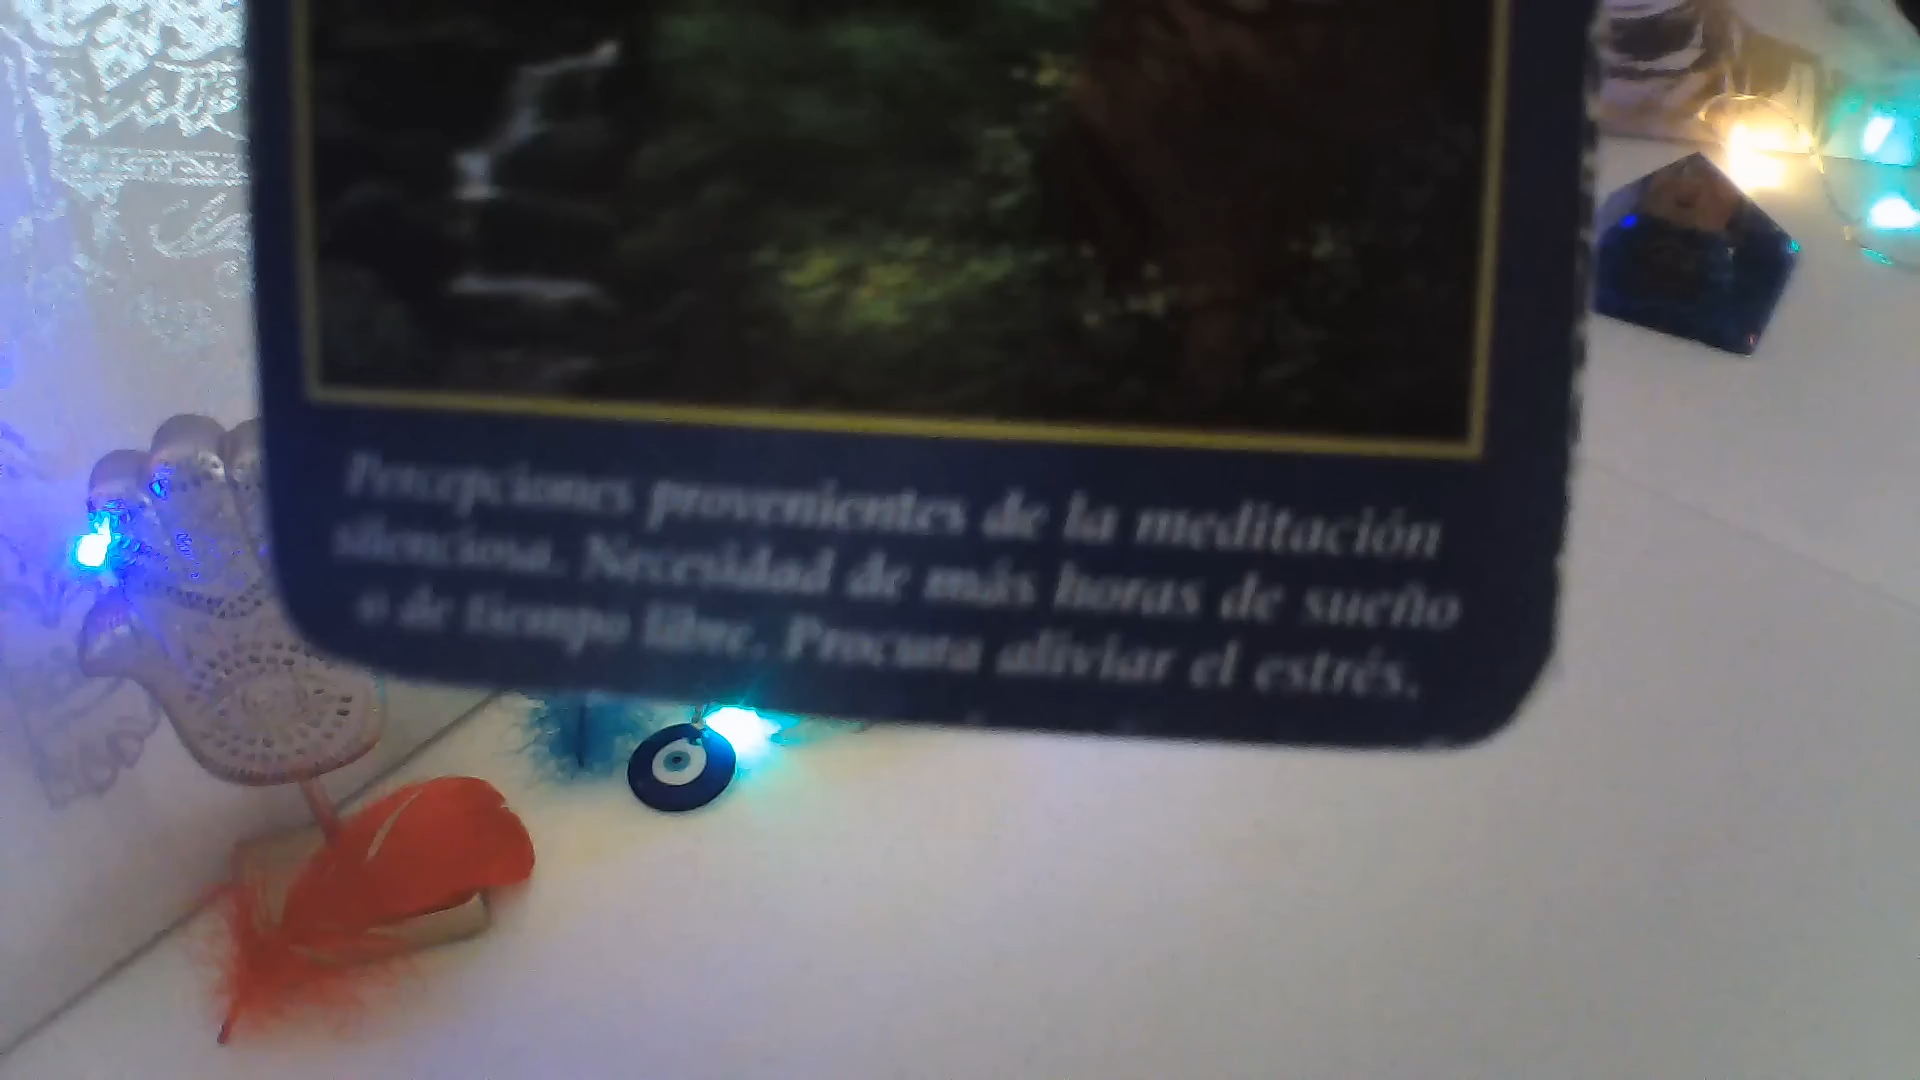 Percepciones provenientes de la meditación
silenciosa. Necesidad de más horas de sueño
o de tiempo libre. Procura aliviar el estrés.